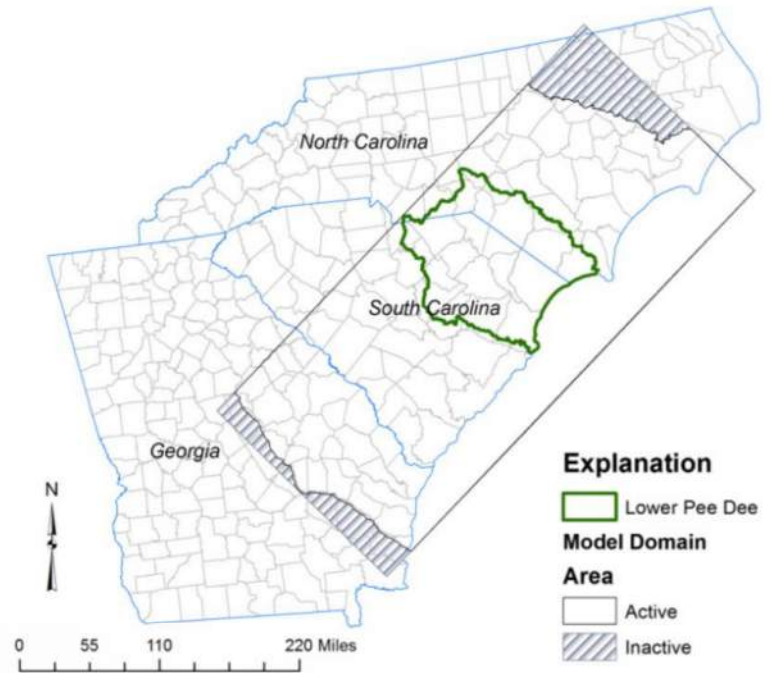 North Carolina
South Carolina
Georgia
N
0 55 110 220 Miles
Explanation
Lower Pee Dee
Model Domain
Area
Active
Inactive